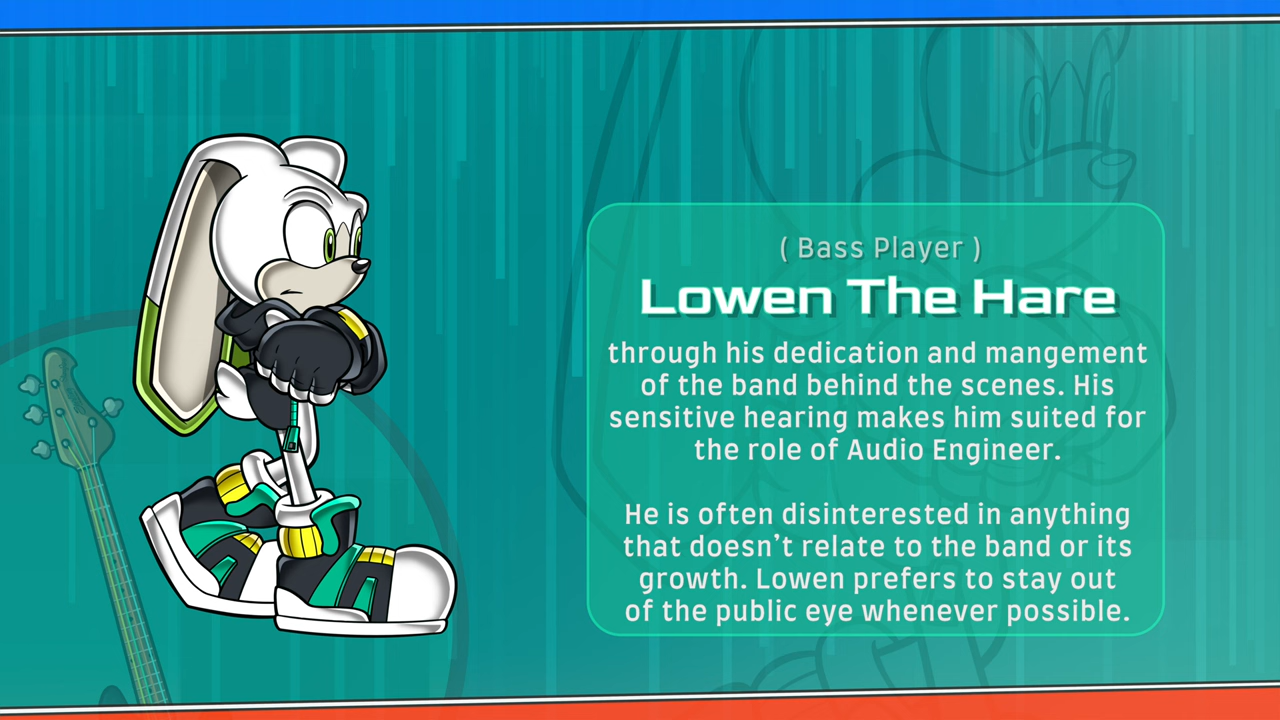 ( Bass Player )
Lowen The Hare
through his dedication and mangement
of the band behind the scenes. His
sensitive hearing makes him suited for
the role of Audio Engineer.
He is often disinterested in anything
that doesn’t relate to the band or its
growth. Lowen prefers to stay out
of the public eye whenever possible.